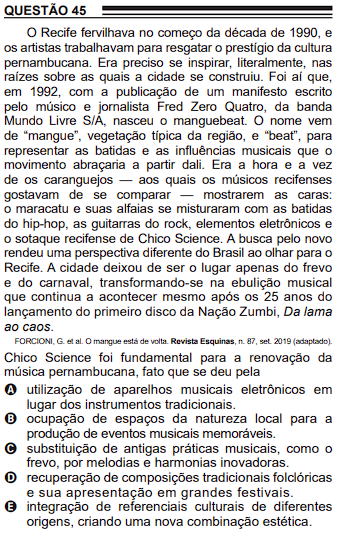 QUESTÃO 45
O Recife fervilhava no começo da década de 1990, e
os artistas trabalhavam para resgatar o prestígio da cultura
pernambucana. Era preciso se inspirar, literalmente, nas
raízes sobre as quais a cidade se construiu. Foi aí que,
em 1992, com a publicação de um manifesto escrito
pelo músico e jornalista Fred Zero Quatro, da banda
Mundo Livre S/A, nasceu o manguebeat. O nome vem
de “mangue”, vegetação típica da região, e “beat”, para
representar as batidas e as influências musicais que o
movimento abraçaria a partir dali. Era a hora e a vez
de os caranguejos — aos quais os músicos recifenses
gostavam de se comparar — mostrarem as caras:
o maracatu e suas alfaias se misturaram com as batidas
do hip-hop, as guitarras do rock, elementos eletrônicos e
o sotaque recifense de Chico Science. A busca pelo novo
rendeu uma perspectiva diferente do Brasil ao olhar para o
Recife. A cidade deixou de ser o lugar apenas do frevo
e do carnaval, transformando-se na ebulição musical
que continua a acontecer mesmo após os 25 anos do
lançamento do primeiro disco da Nação Zumbi, Da lama
ao caos.
FORCIONI, G. et al. O mangue está de volta. Revista Esquinas, n. 87, set. 2019 (adaptado).
Chico Science foi fundamental para a renovação da
música pernambucana, fato que se deu pela
A utilização de aparelhos musicais eletrônicos em
lugar dos instrumentos tradicionais.
B ocupação de espaços da natureza local para a
produção de eventos musicais memoráveis.
C substituição de antigas práticas musicais, como o
frevo, por melodias e harmonias inovadoras.
D recuperação de composições tradicionais folclóricas
e sua apresentação em grandes festivais.
E integração de referenciais culturais de diferentes
origens, criando uma nova combinação estética.